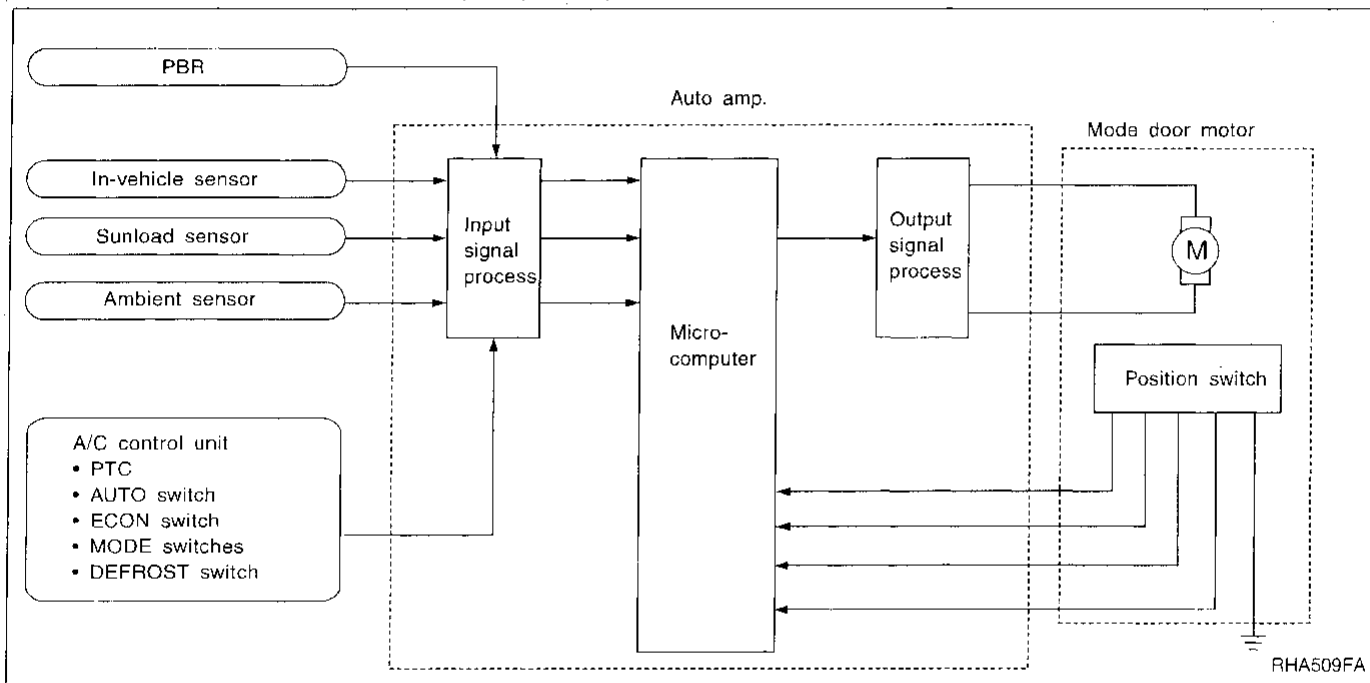 PBR
Auto amp.
Mode door motor
In-vehicle sensor
Sunload sensor
Ambient sensor
Input
signal
process
Output
signal
process
M
Micro-
computer
Position switch
A/C control unit
• PTC
• AUTO switch
• ECON switch
• MODE switches
• DEFROST switch
RHA509FA